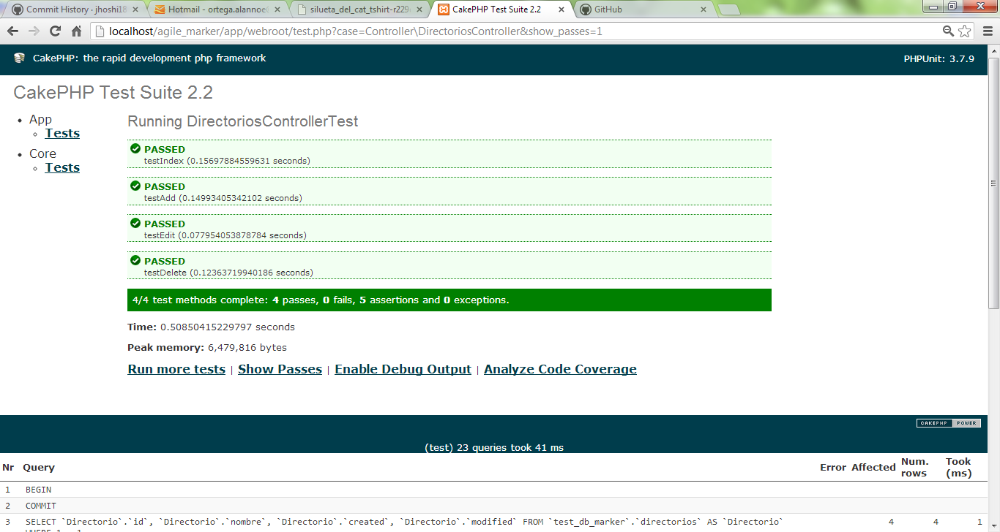 Commit History · jhoshi18
Hotmail - ortega.alannoe@
silueta_del_cat_tshirt-r229
CakePHP Test Suite 2.2
GitHub
localhost/agile_marker/app/webroot/test.php?case=Controller\DirectoriosController&show_passes=1
CakePHP: the rapid development php framework
PHPUnit: 3.7.9
CakePHP Test Suite 2.2
App
Tests
Core
Tests
Running DirectoriosControllerTest
PASSED
testIndex (0.15697884559631 seconds)
PASSED
testAdd (0.14993405342102 seconds)
PASSED
testEdit (0.077954053878784 seconds)
PASSED
testDelete (0.12363719940186 seconds)
4/4 test methods complete: 4 passes, 0 fails, 5 assertions and 0 exceptions.
Time: 0.50850415229797 seconds
Peak memory: 6,479,816 bytes
Run more tests | Show Passes | Enable Debug Output | Analyze Code Coverage
CAKEPHP POWER
(test) 23 queries took 41 ms
Nr Query Error Affected Num. rows Took (ms)
1 BEGIN
2 COMMIT
3 SELECT `Directorio`.`id`, `Directorio`.`nombre`, `Directorio`.`created`, `Directorio`.`modified` FROM `test_db_marker`.`directorios` AS `Directorio` 4 4 1
WHERE 1 = 1